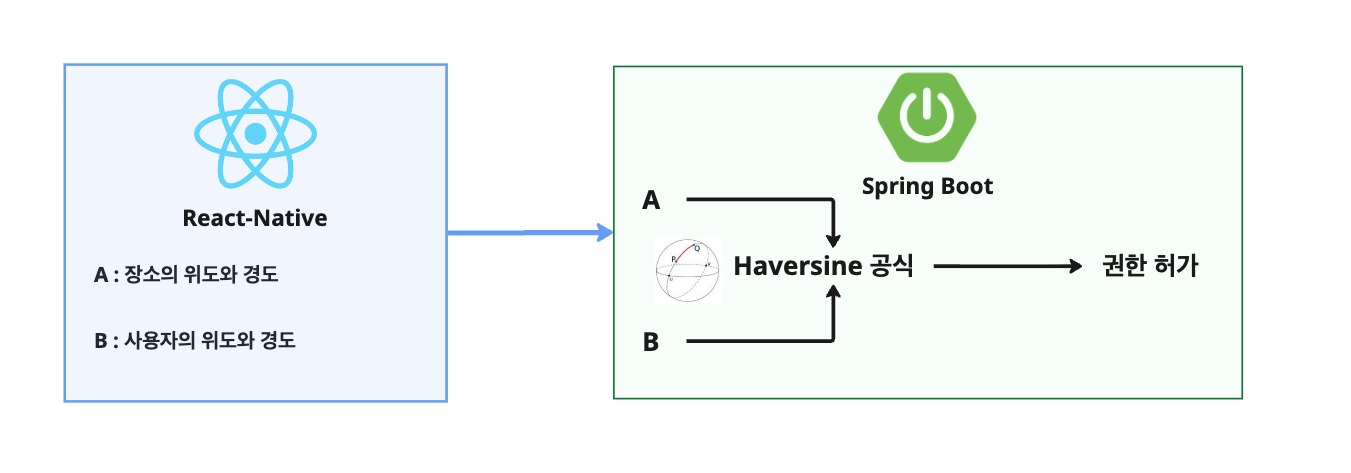 React-Native
A : 장소의 위도와 경도
B : 사용자의 위도와 경도
Spring Boot
A
P
Q
Haversine 공식
권한 허가
B